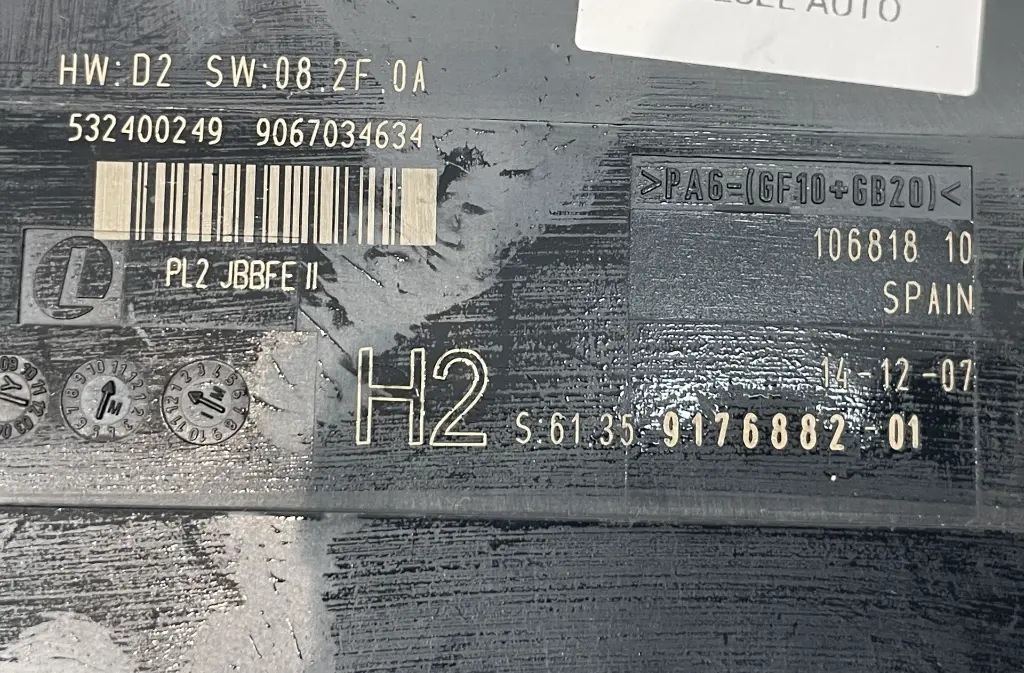 AUTO
HW:D2 SW:08.2F.0A
532400249 9067034634
>PA6-(GF10+GB20)<
106818 10
PL2 JBBFE II
SPAIN
L
14-12-07
H2 S:61.35 9176882-01